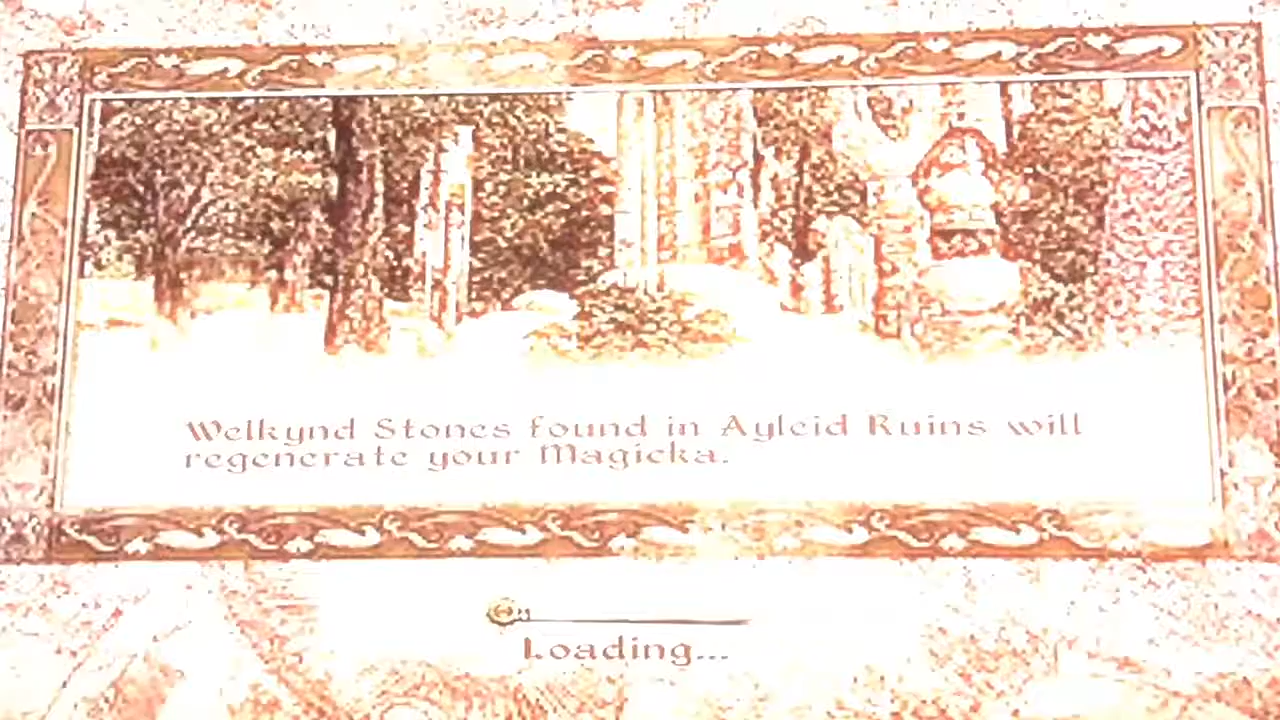 Welkynd Stones found in Ayleid Ruins will
regenerate your Magicka.
Loading...